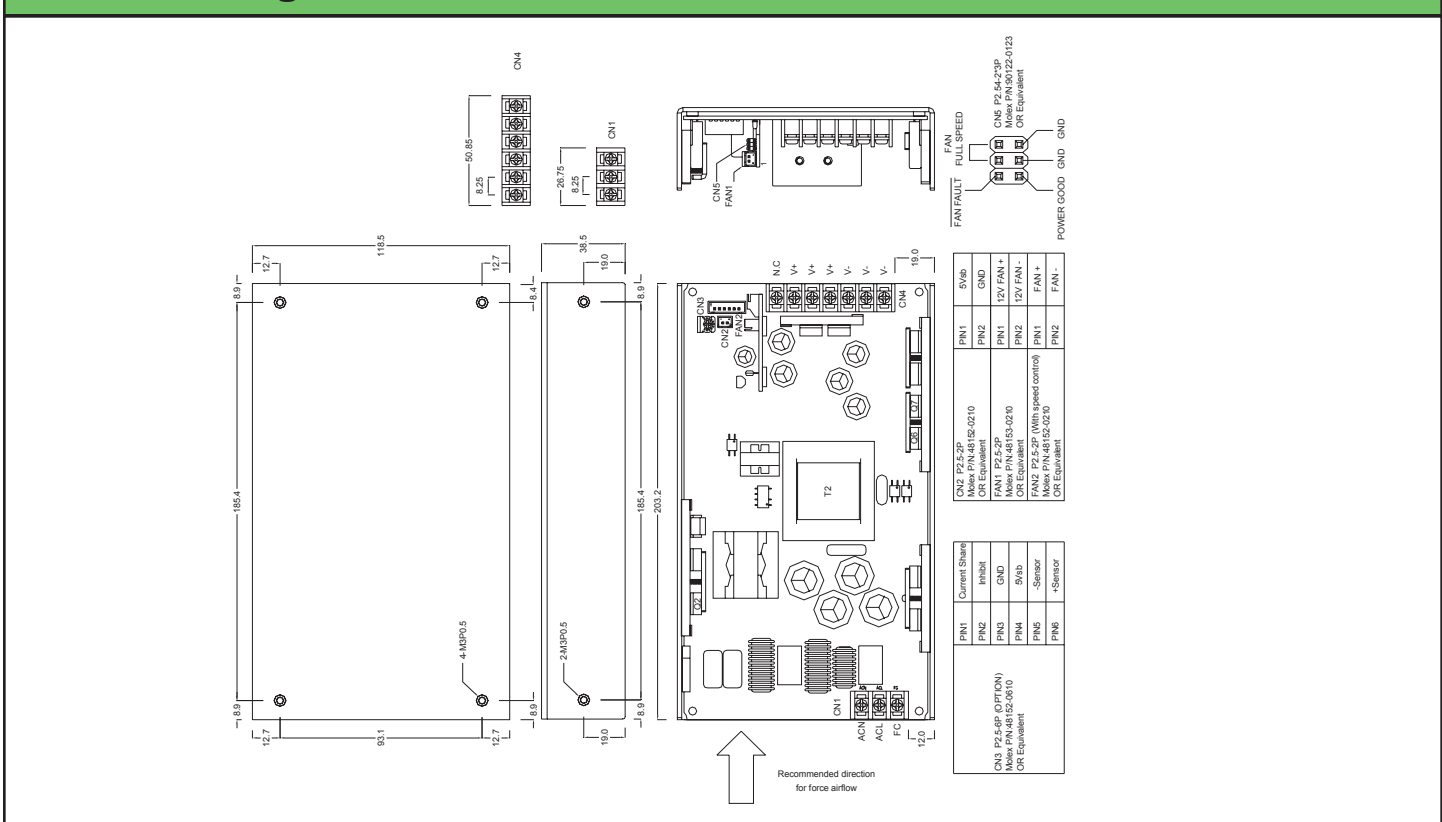 CN4
50.85
8.25
CN1
26.75
8.25
CN5
FAN1
FAN FAULT
FAN
FULL SPEED
CN5 P2.54-2*3P
Molex P/N:90122-0123
OR Equivalent
POWER GOOD
GND
GND
118.5
12.7
12.7
8.9
8.4
185.4
4-M3P0.5
8.9
8.9
12.7
93.1
12.7
38.5
19.0
8.9
185.4
2-M3P0.5
8.9
19.0
203.2
N.C
V+
V+
V+
V-
V-
V-
19.0
CN3
CN2
FAN2
CN4
Q7
Q6
T2
Q2
CN1
ACN
ACL
FG
ACN
ACL
FC
12.0
Recommended direction
for force airflow
CN2 P2.5-2P
Molex P/N:48152-0210
OR Equivalent
PIN1 5Vsb
PIN2 GND
FAN1 P2.5-2P
Molex P/N:48153-0210
OR Equivalent
PIN1 12V FAN +
PIN2 12V FAN -
FAN2 P2.5-2P (With speed control)
Molex P/N:48152-0210
OR Equivalent
PIN1 FAN +
PIN2 FAN -
CN3 P2.5-6P (OPTION)
Molex P/N:48152-0610
OR Equivalent
PIN1 Current Share
PIN2 Inhibit
PIN3 GND
PIN4 5Vsb
PIN5 -Sensor
PIN6 +Sensor